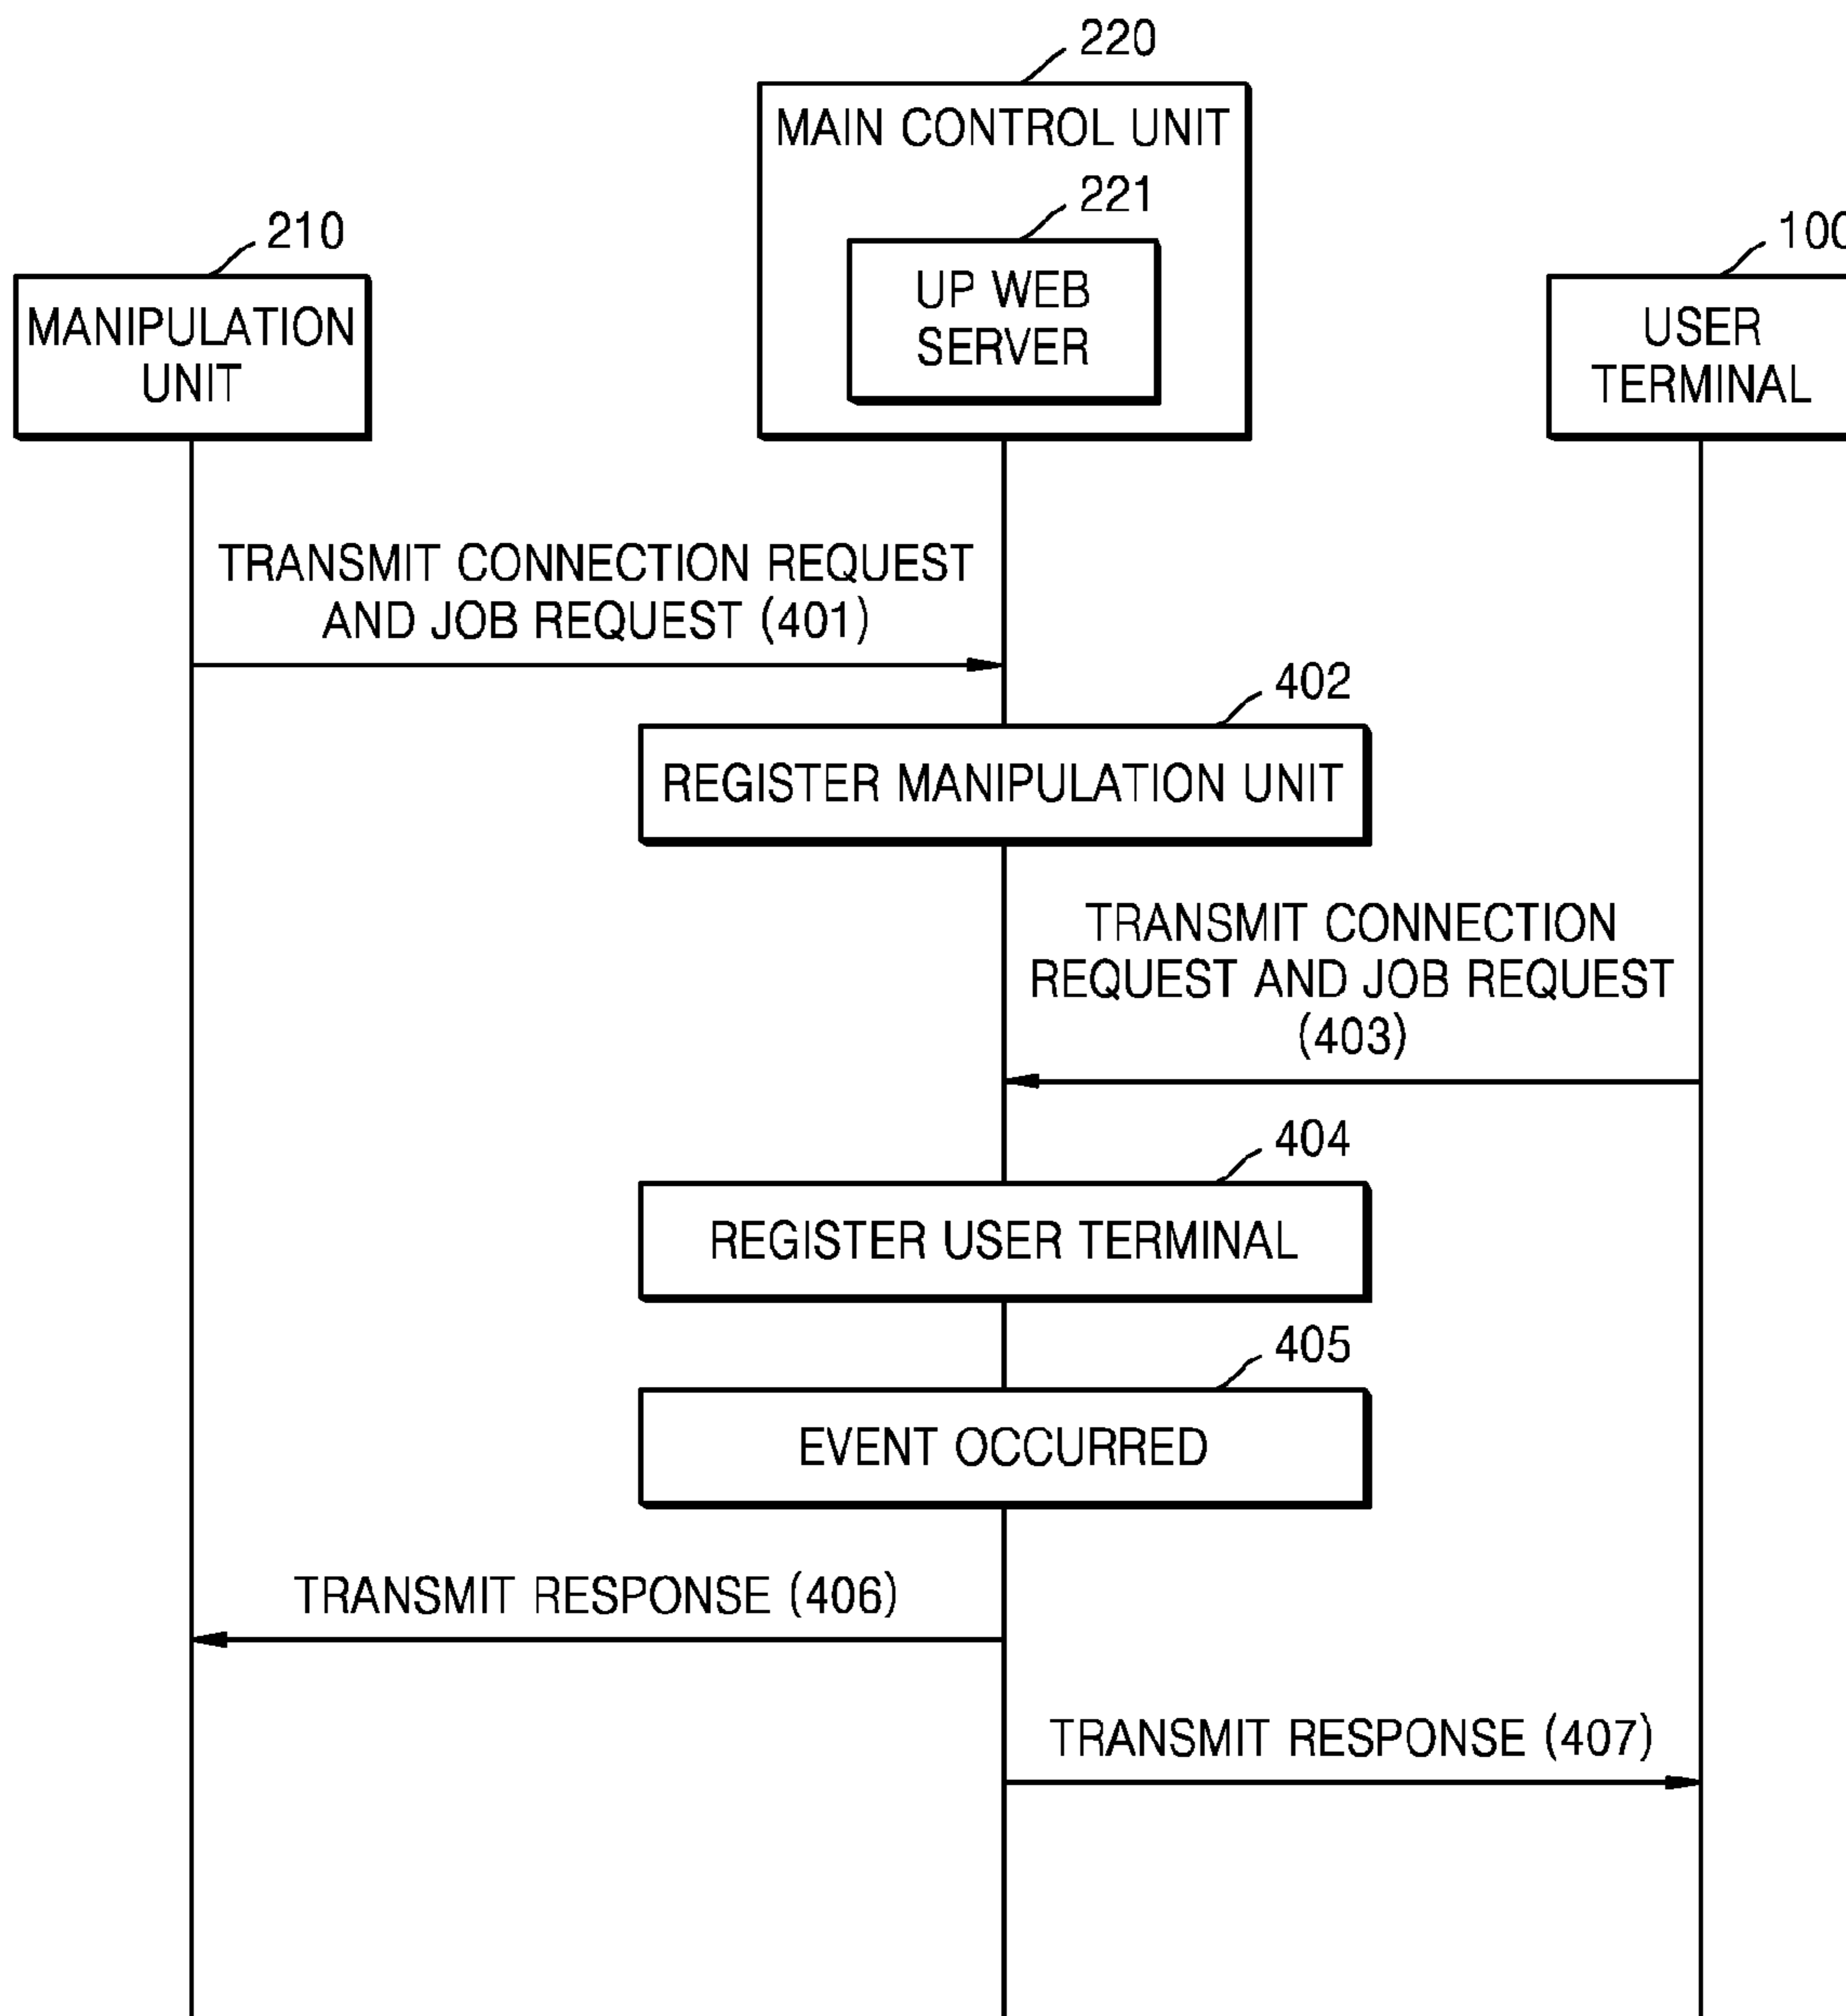 220
MAIN CONTROL UNIT
221
UP WEB
SERVER
210
MANIPULATION
UNIT
100
USER
TERMINAL
TRANSMIT CONNECTION REQUEST
AND JOB REQUEST (401)
402
REGISTER MANIPULATION UNIT
TRANSMIT CONNECTION
REQUEST AND JOB REQUEST
(403)
404
REGISTER USER TERMINAL
405
EVENT OCCURRED
TRANSMIT RESPONSE (406)
TRANSMIT RESPONSE (407)